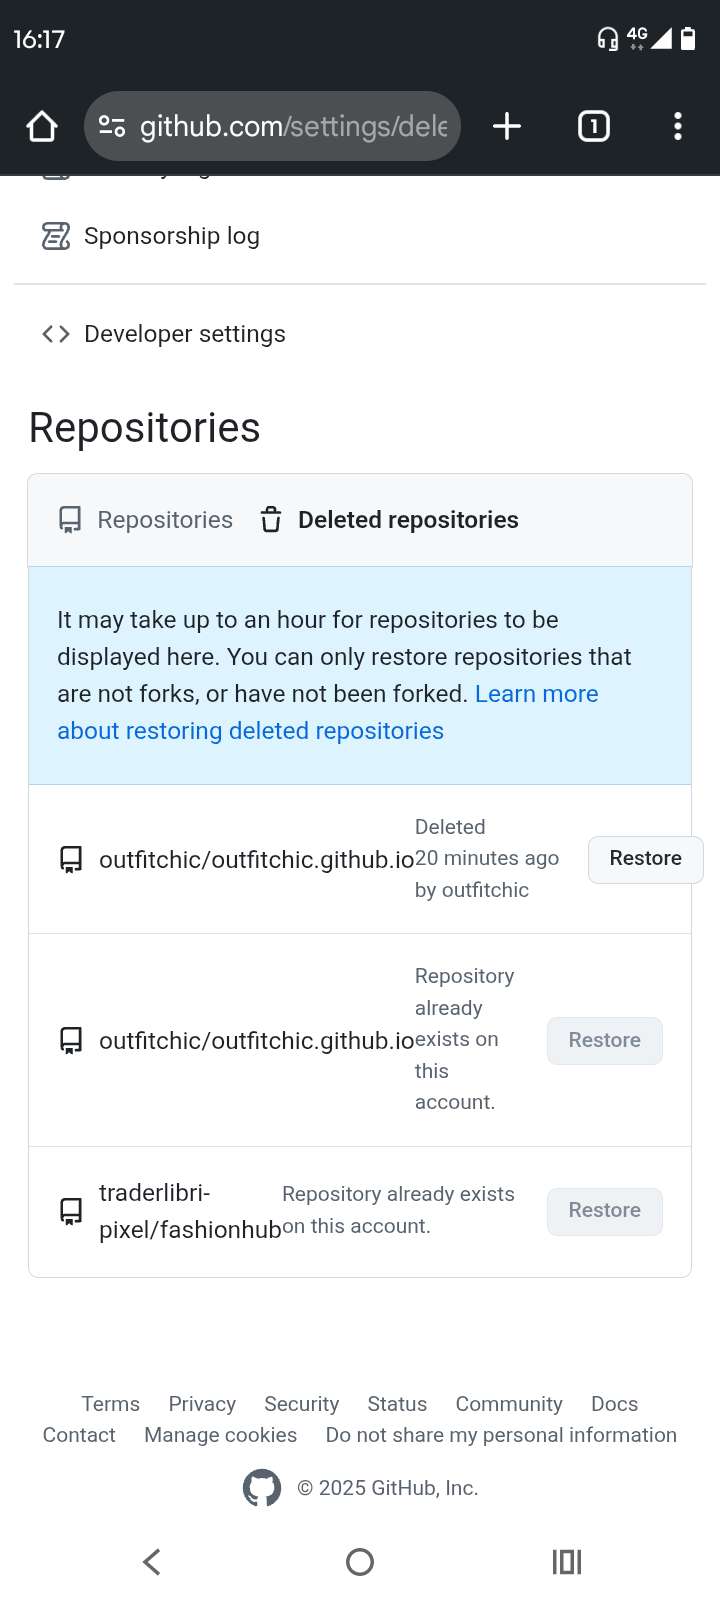 16:17
4G
github.com/settings/dele
1
Sponsorship log
Developer settings
Repositories
Repositories Deleted repositories
It may take up to an hour for repositories to be
displayed here. You can only restore repositories that
are not forks, or have not been forked. Learn more
about restoring deleted repositories
outfitchic/outfitchic.github.io
Deleted
20 minutes ago
by outfitchic
Restore
outfitchic/outfitchic.github.io
Repository
already
exists on
this
account.
Restore
traderlibri-
pixel/fashionhub
Repository already exists
on this account.
Restore
Terms Privacy Security Status Community Docs
Contact Manage cookies Do not share my personal information
© 2025 GitHub, Inc.